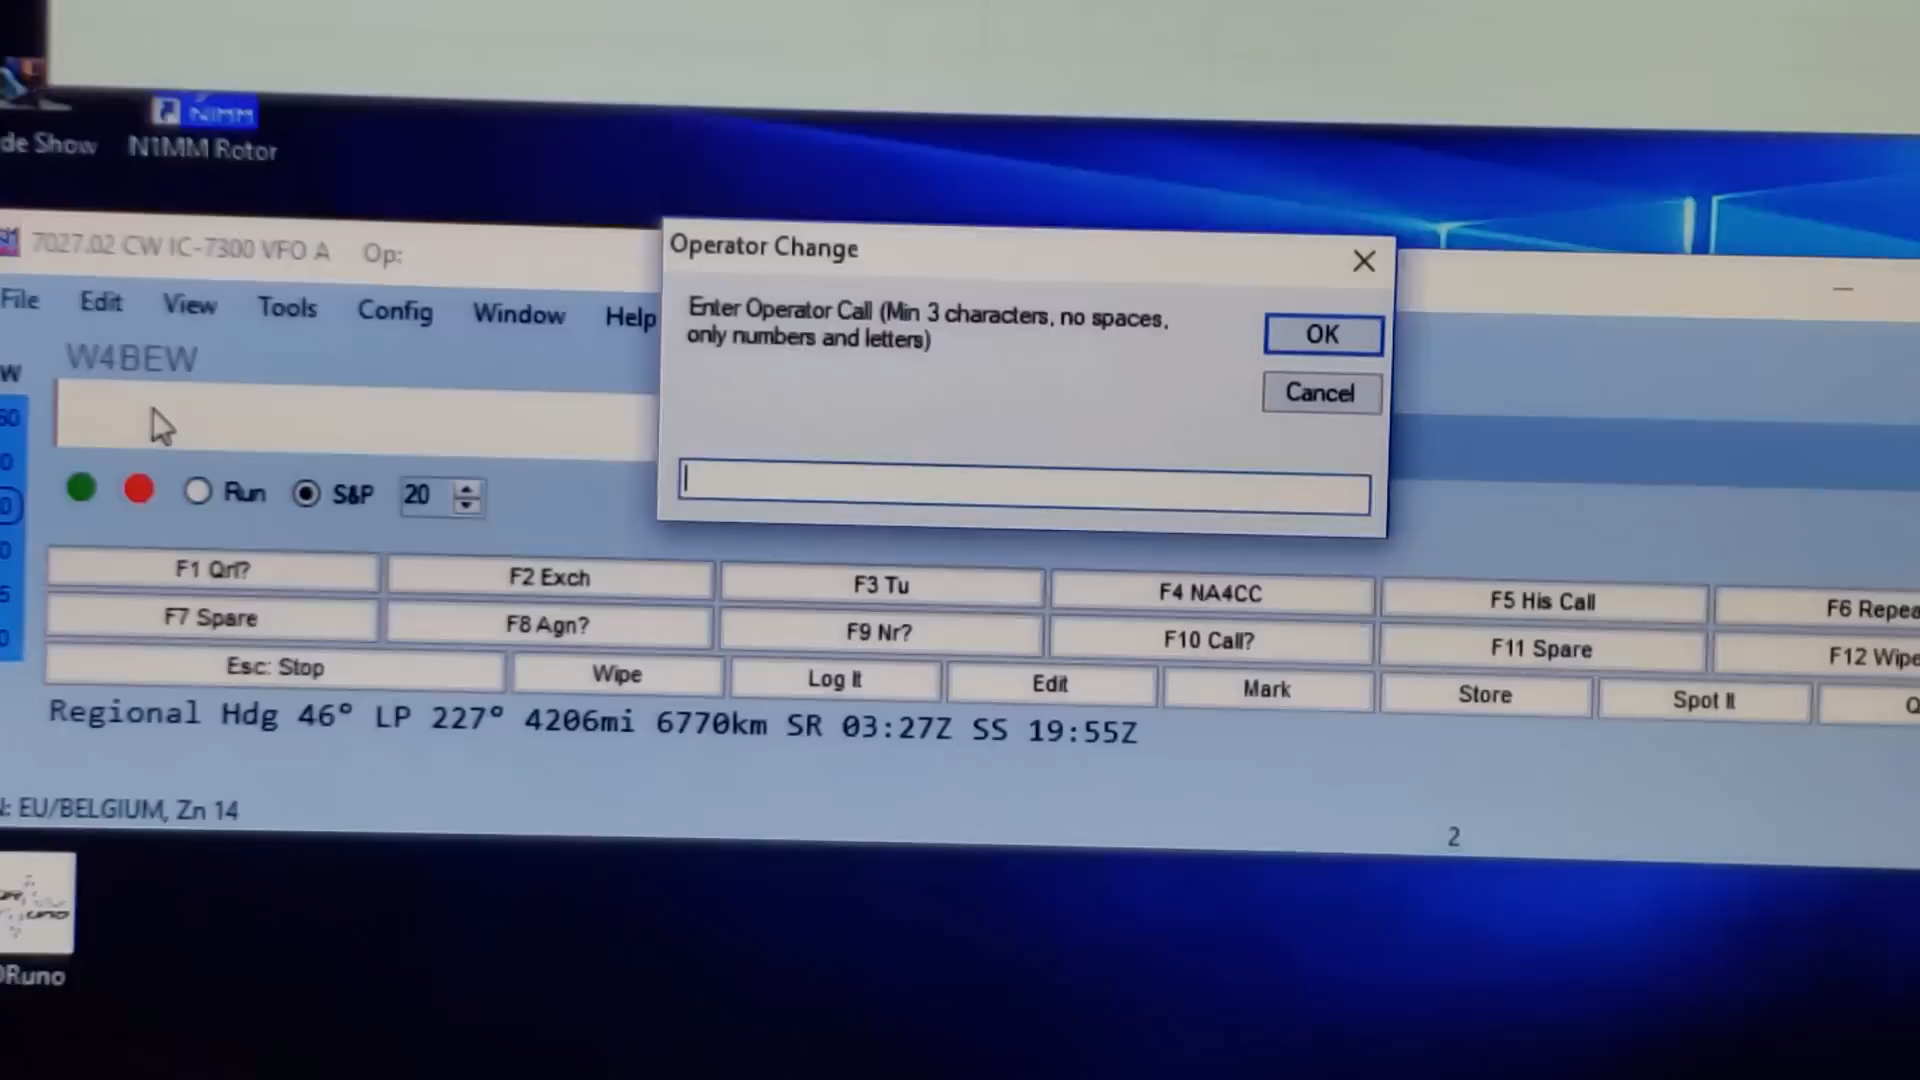 N1MM
de Show
N1MM Rotor
7027.02 CW IC-7300 VFO A Op:
File Edit View Tools Config Window Help
W4BEW
Operator Change
Enter Operator Call (Min 3 characters, no spaces,
only numbers and letters)
OK
Cancel
W
Run S&P 20
F1 Qrl? F2 Exch F3 Tu F4 NA4CC F5 His Call F6 Repea
F7 Spare F8 Agn? F9 Nr? F10 Call? F11 Spare F12 Wipe
Esc: Stop Wipe Log It Edit Mark Store Spot It Q
Regional Hdg 46° LP 227° 4206mi 6770km SR 03:27Z SS 19:55Z
: EU/BELGIUM, Zn 14
2
Runo